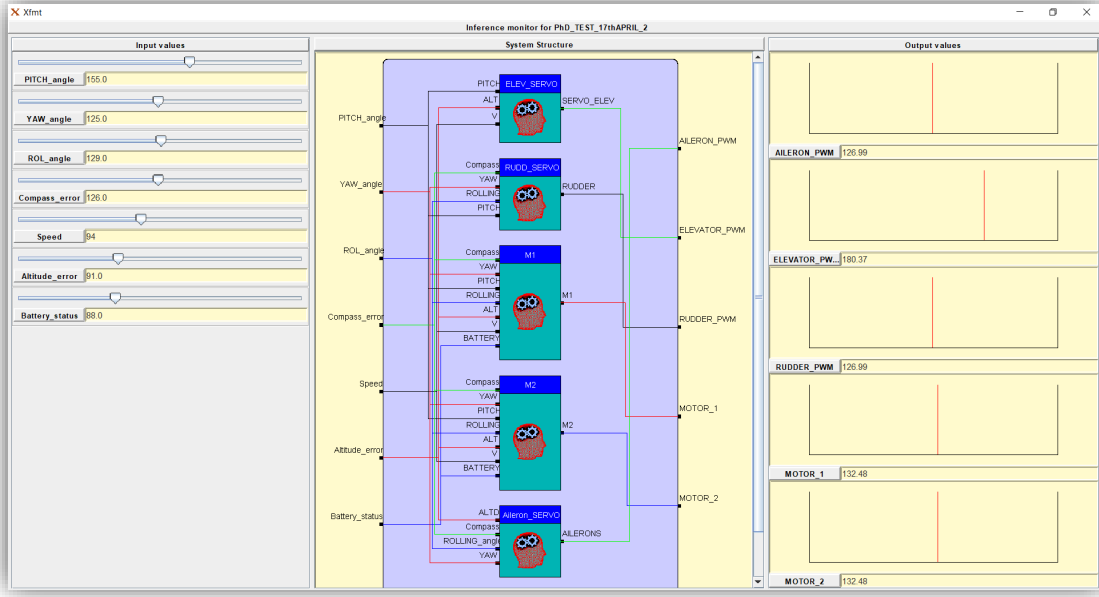 Xfmt
Inference monitor for PhD_TEST_17thAPRIL_2
Input values
PITCH_angle 155.0
YAW_angle 125.0
ROL_angle 129.0
Compass_error 126.0
Speed 94
Altitude_error 91.0
Battery_status 88.0
System Structure
PITCH_angle
YAW_angle
ROL_angle
Compass_error
Speed
Altitude_error
Battery_status
ELEV_SERVO
PITCH
ALT
V
SERVO_ELEV
RUDD_SERVO
Compass
YAW
ROLLING
PITCH
RUDDER
M1
Compass
YAW
PITCH
ROLLING
ALT
V
BATTERY
M1
M2
Compass
YAW
PITCH
ROLLING
ALT
V
BATTERY
M2
Aileron_SERVO
ALTD
Compass
ROLLING_angle
YAW
AILERONS
AILERON_PWM
ELEVATOR_PWM
RUDDER_PWM
MOTOR_1
MOTOR_2
Output values
AILERON_PWM 126.99
ELEVATOR_PW... 180.37
RUDDER_PWM 126.99
MOTOR_1 132.48
MOTOR_2 132.48